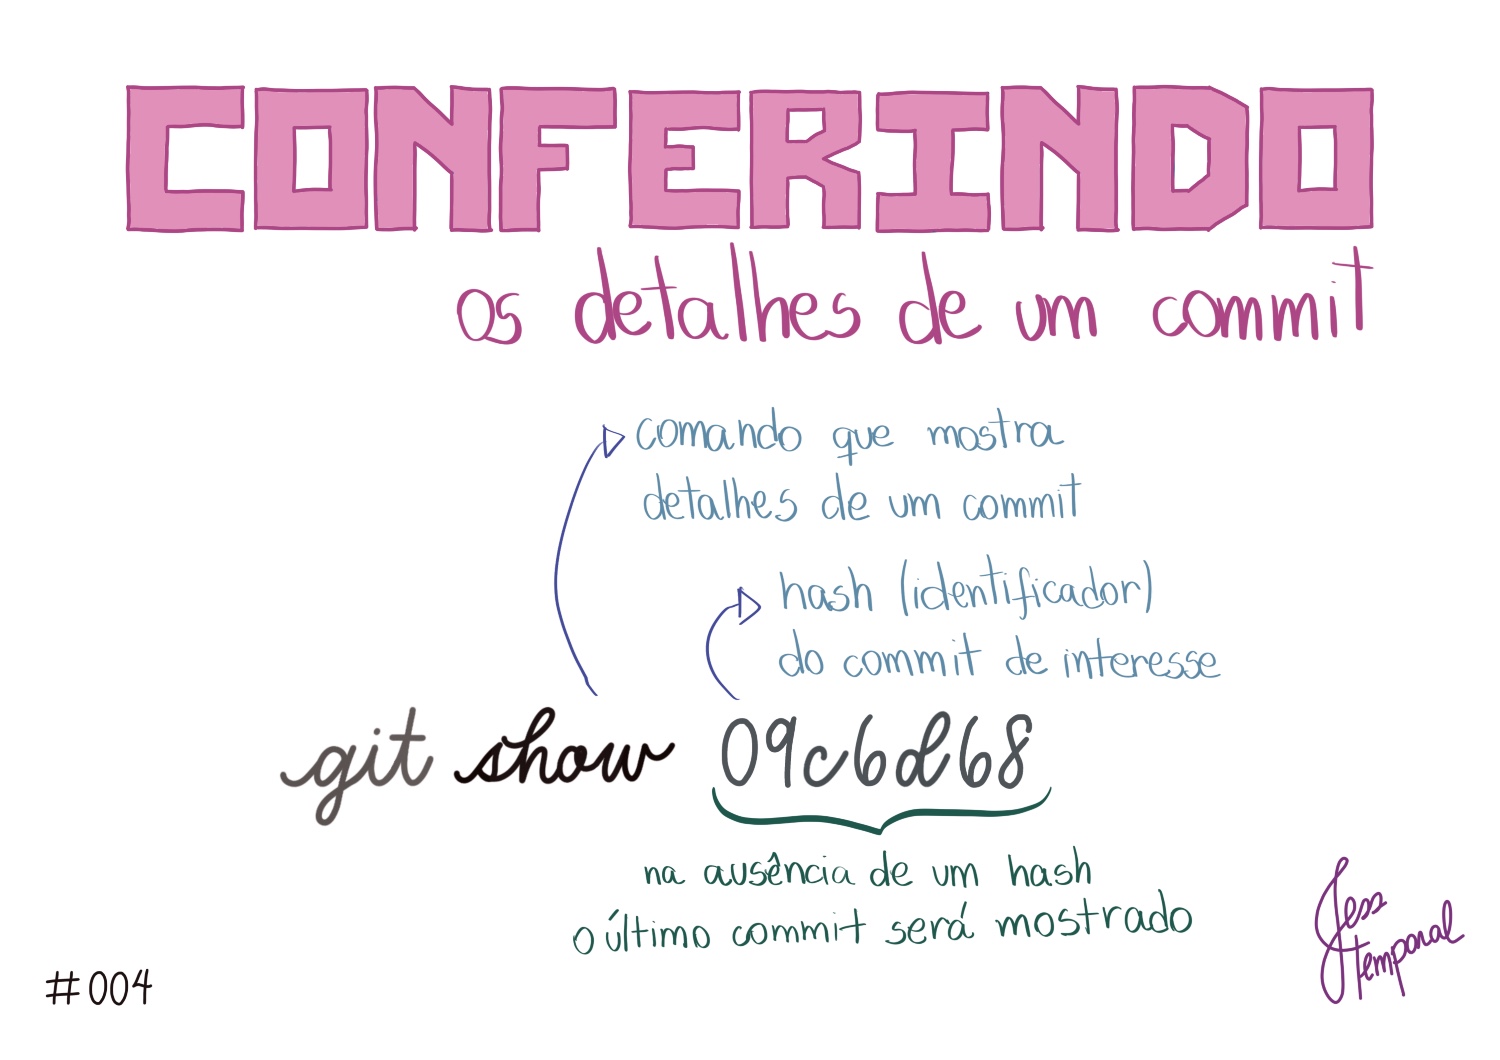 CONFERINDO
os detalhes de um commit
comando que mostra
detalhes de um commit
hash (identificador)
do commit de interesse
git show 09c6d68
na ausência de um hash
o último commit será mostrado
Jess
temporal
#004